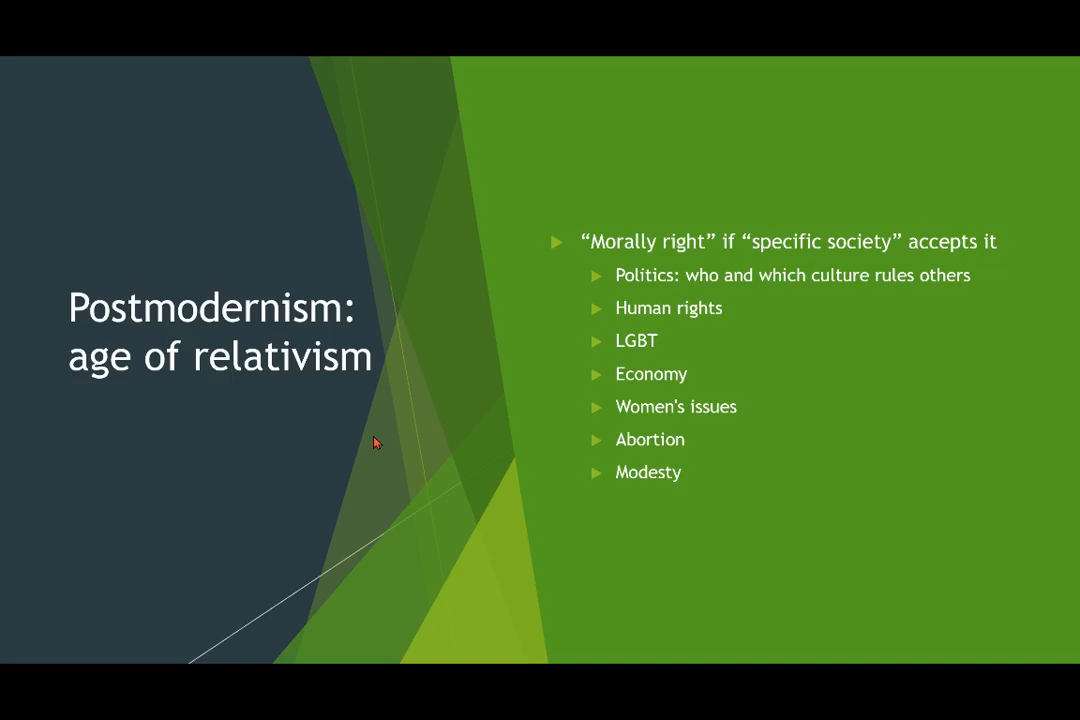 Postmodernism:
age of relativism
“Morally right” if “specific society” accepts it
Politics: who and which culture rules others
Human rights
LGBT
Economy
Women's issues
Abortion
Modesty